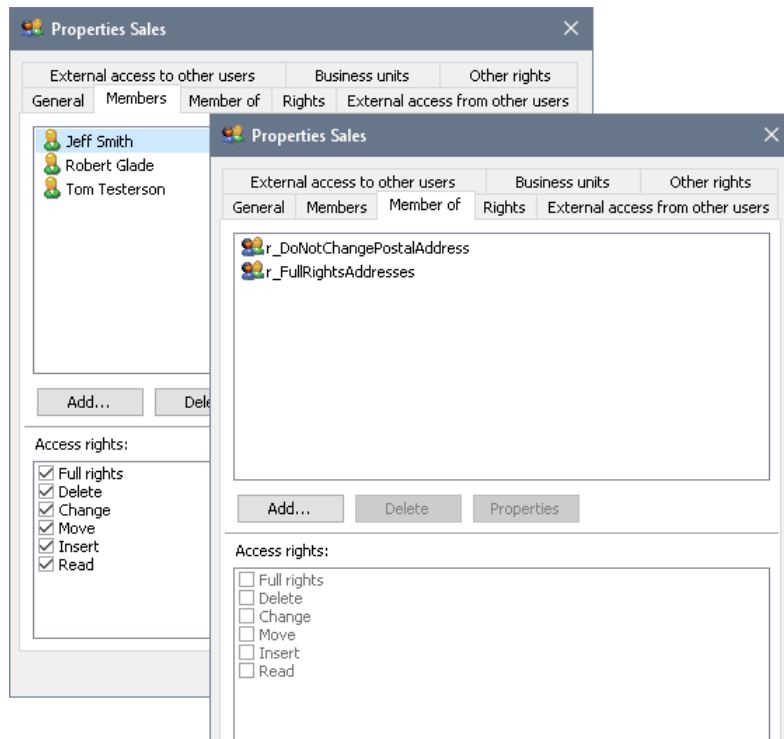 Properties Sales
External access to other users Business units Other rights
General Members Member of Rights External access from other users
Jeff Smith
Robert Glade
Tom Testerson
Add...
Access rights:
Full rights
Delete
Change
Move
Insert
Read
Properties Sales
External access to other users Business units Other rights
General Members Member of Rights External access from other users
r_DoNotChangePostalAddress
r_FullRightsAddresses
Add... Delete Properties
Access rights:
Full rights
Delete
Change
Move
Insert
Read